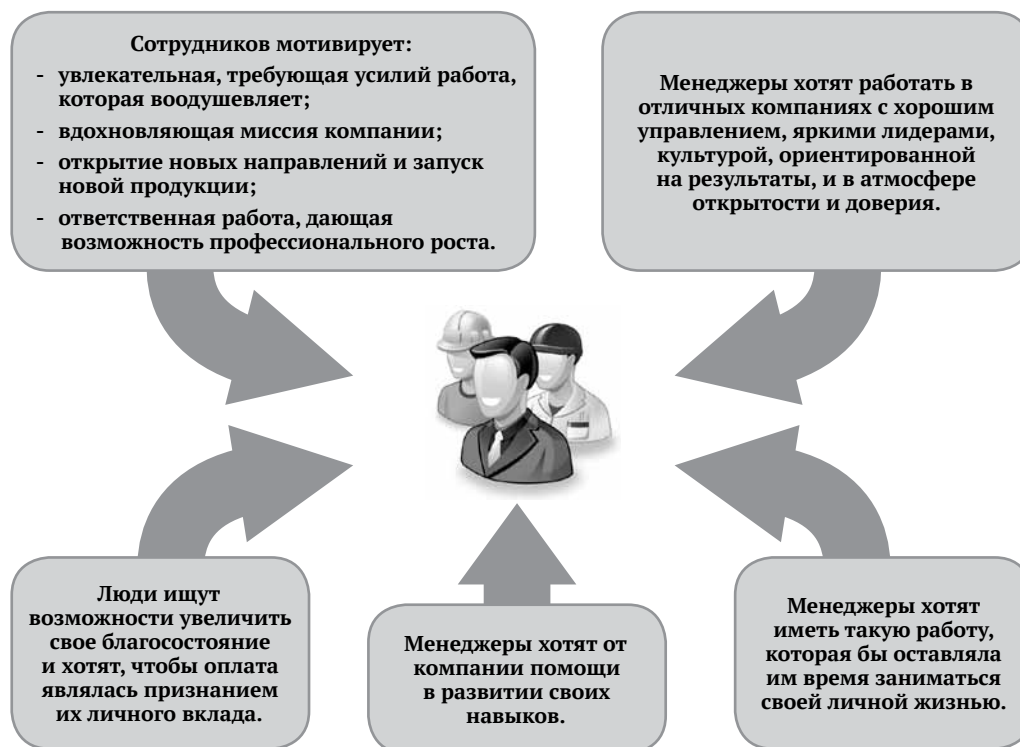 Сотрудников мотивирует:
- увлекательная, требующая усилий работа,
которая воодушевляет;
- вдохновляющая миссия компании;
- открытие новых направлений и запуск
новой продукции;
- ответственная работа, дающая
возможность профессионального роста.
Менеджеры хотят работать в
отличных компаниях с хорошим
управлением, яркими лидерами,
культурой, ориентированной
на результаты, и в атмосфере
открытости и доверия.
Люди ищут
возможности увеличить
свое благосостояние
и хотят, чтобы оплата
являлась признанием
их личного вклада.
Менеджеры хотят от
компании помощи
в развитии своих
навыков.
Менеджеры хотят
иметь такую работу,
которая бы оставляла
им время заниматься
своей личной жизнью.